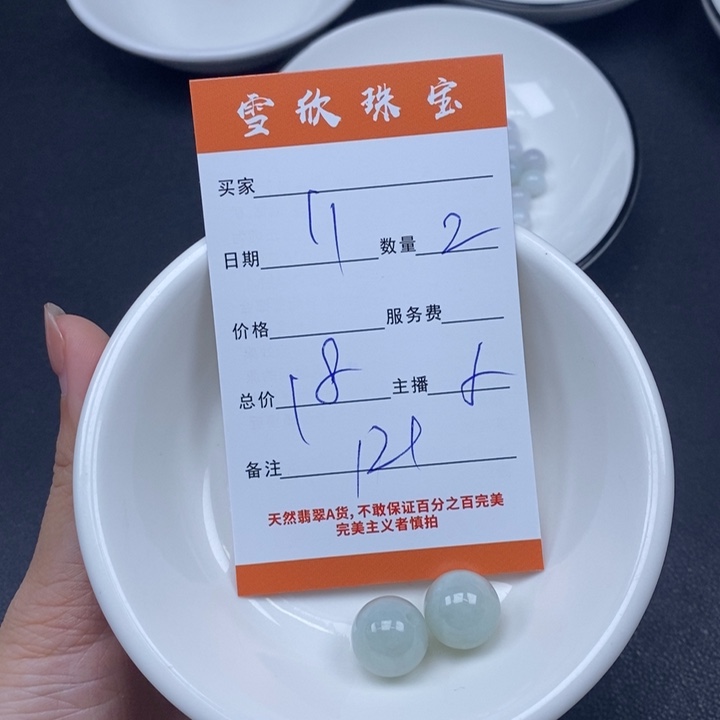 雪欣珠宝
买家
日期 11 数量 2
价格 服务费
总价 18 主播
备注
天然翡翠A货,不敢保证百分之百完美
完美主义者慎拍